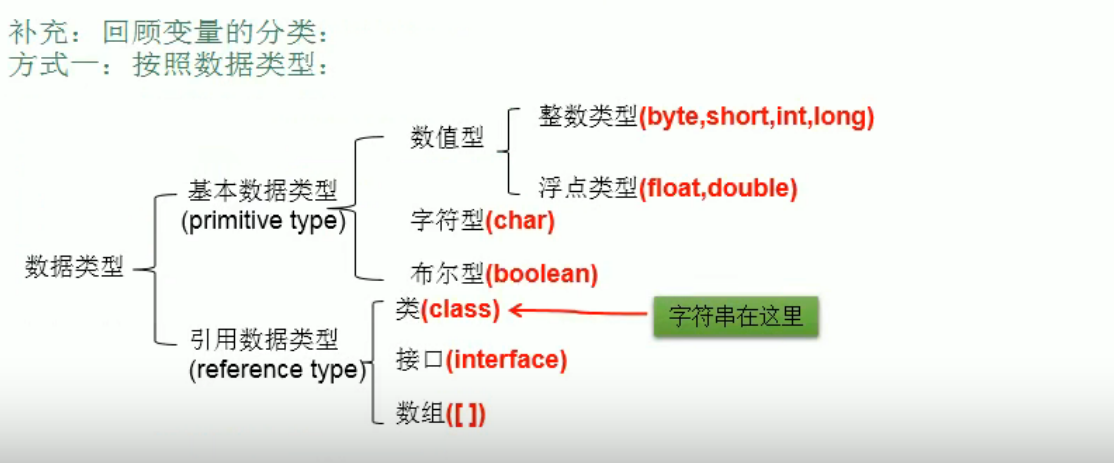 补充：回顾变量的分类：
方式一：按照数据类型：
数据类型
基本数据类型
(primitive type)
数值型
整数类型(byte,short,int,long)
浮点类型(float,double)
字符型(char)
布尔型(boolean)
引用数据类型
(reference type)
类(class)
字符串在这里
接口(interface)
数组([ ])